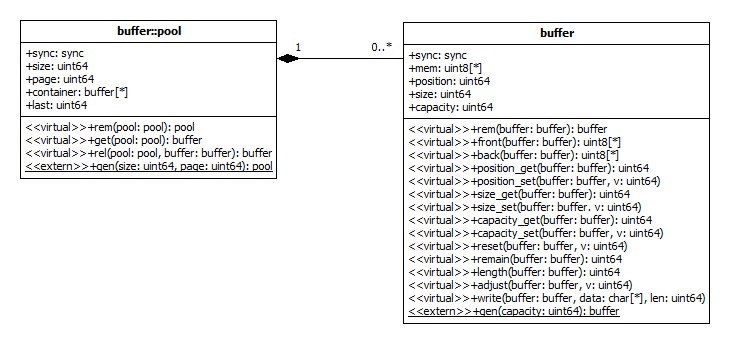 buffer::pool
+sync: sync
+size: uint64
+page: uint64
+container: buffer[*]
+last: uint64
<<virtual>>+rem(pool: pool): pool
<<virtual>>+get(pool: pool): buffer
<<virtual>>+rel(pool: pool, buffer: buffer): buffer
<<extern>>+gen(size: uint64, page: uint64): pool
1
0..*
buffer
+sync: sync
+mem: uint8[*]
+position: uint64
+size: uint64
+capacity: uint64
<<virtual>>+rem(buffer: buffer): buffer
<<virtual>>+front(buffer: buffer): uint8[*]
<<virtual>>+back(buffer: buffer): uint8[*]
<<virtual>>+position_get(buffer: buffer): uint64
<<virtual>>+position_set(buffer: buffer, v: uint64)
<<virtual>>+size_get(buffer: buffer): uint64
<<virtual>>+size_set(buffer: buffer, v: uint64)
<<virtual>>+capacity_get(buffer: buffer): uint64
<<virtual>>+capacity_set(buffer: buffer, v: uint64)
<<virtual>>+reset(buffer: buffer, v: uint64)
<<virtual>>+remain(buffer: buffer): uint64
<<virtual>>+length(buffer: buffer): uint64
<<virtual>>+adjust(buffer: buffer, v: uint64)
<<virtual>>+write(buffer: buffer, data: char[*], len: uint64)
<<extern>>+gen(capacity: uint64): buffer